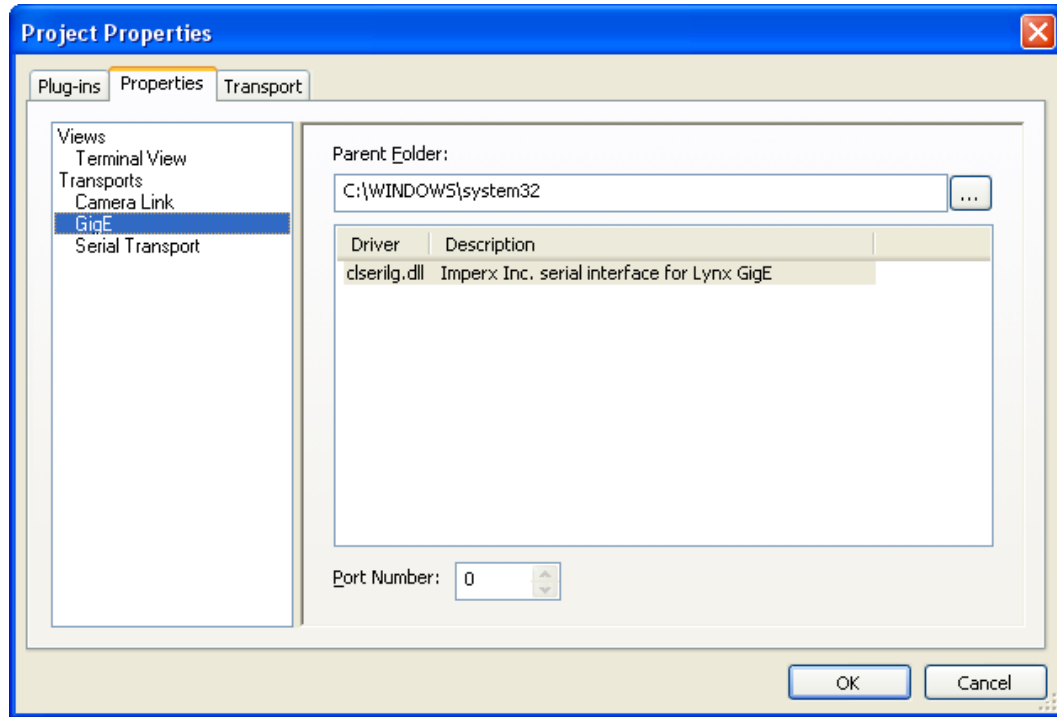 Project Properties
Plug-ins Properties Transport
Views
Terminal View
Transports
Camera Link
GigE
Serial Transport
Parent Folder:
C:\WINDOWS\system32
...
Driver Description
clserilg.dll Imperx Inc. serial interface for Lynx GigE
Port Number: 0
OK Cancel